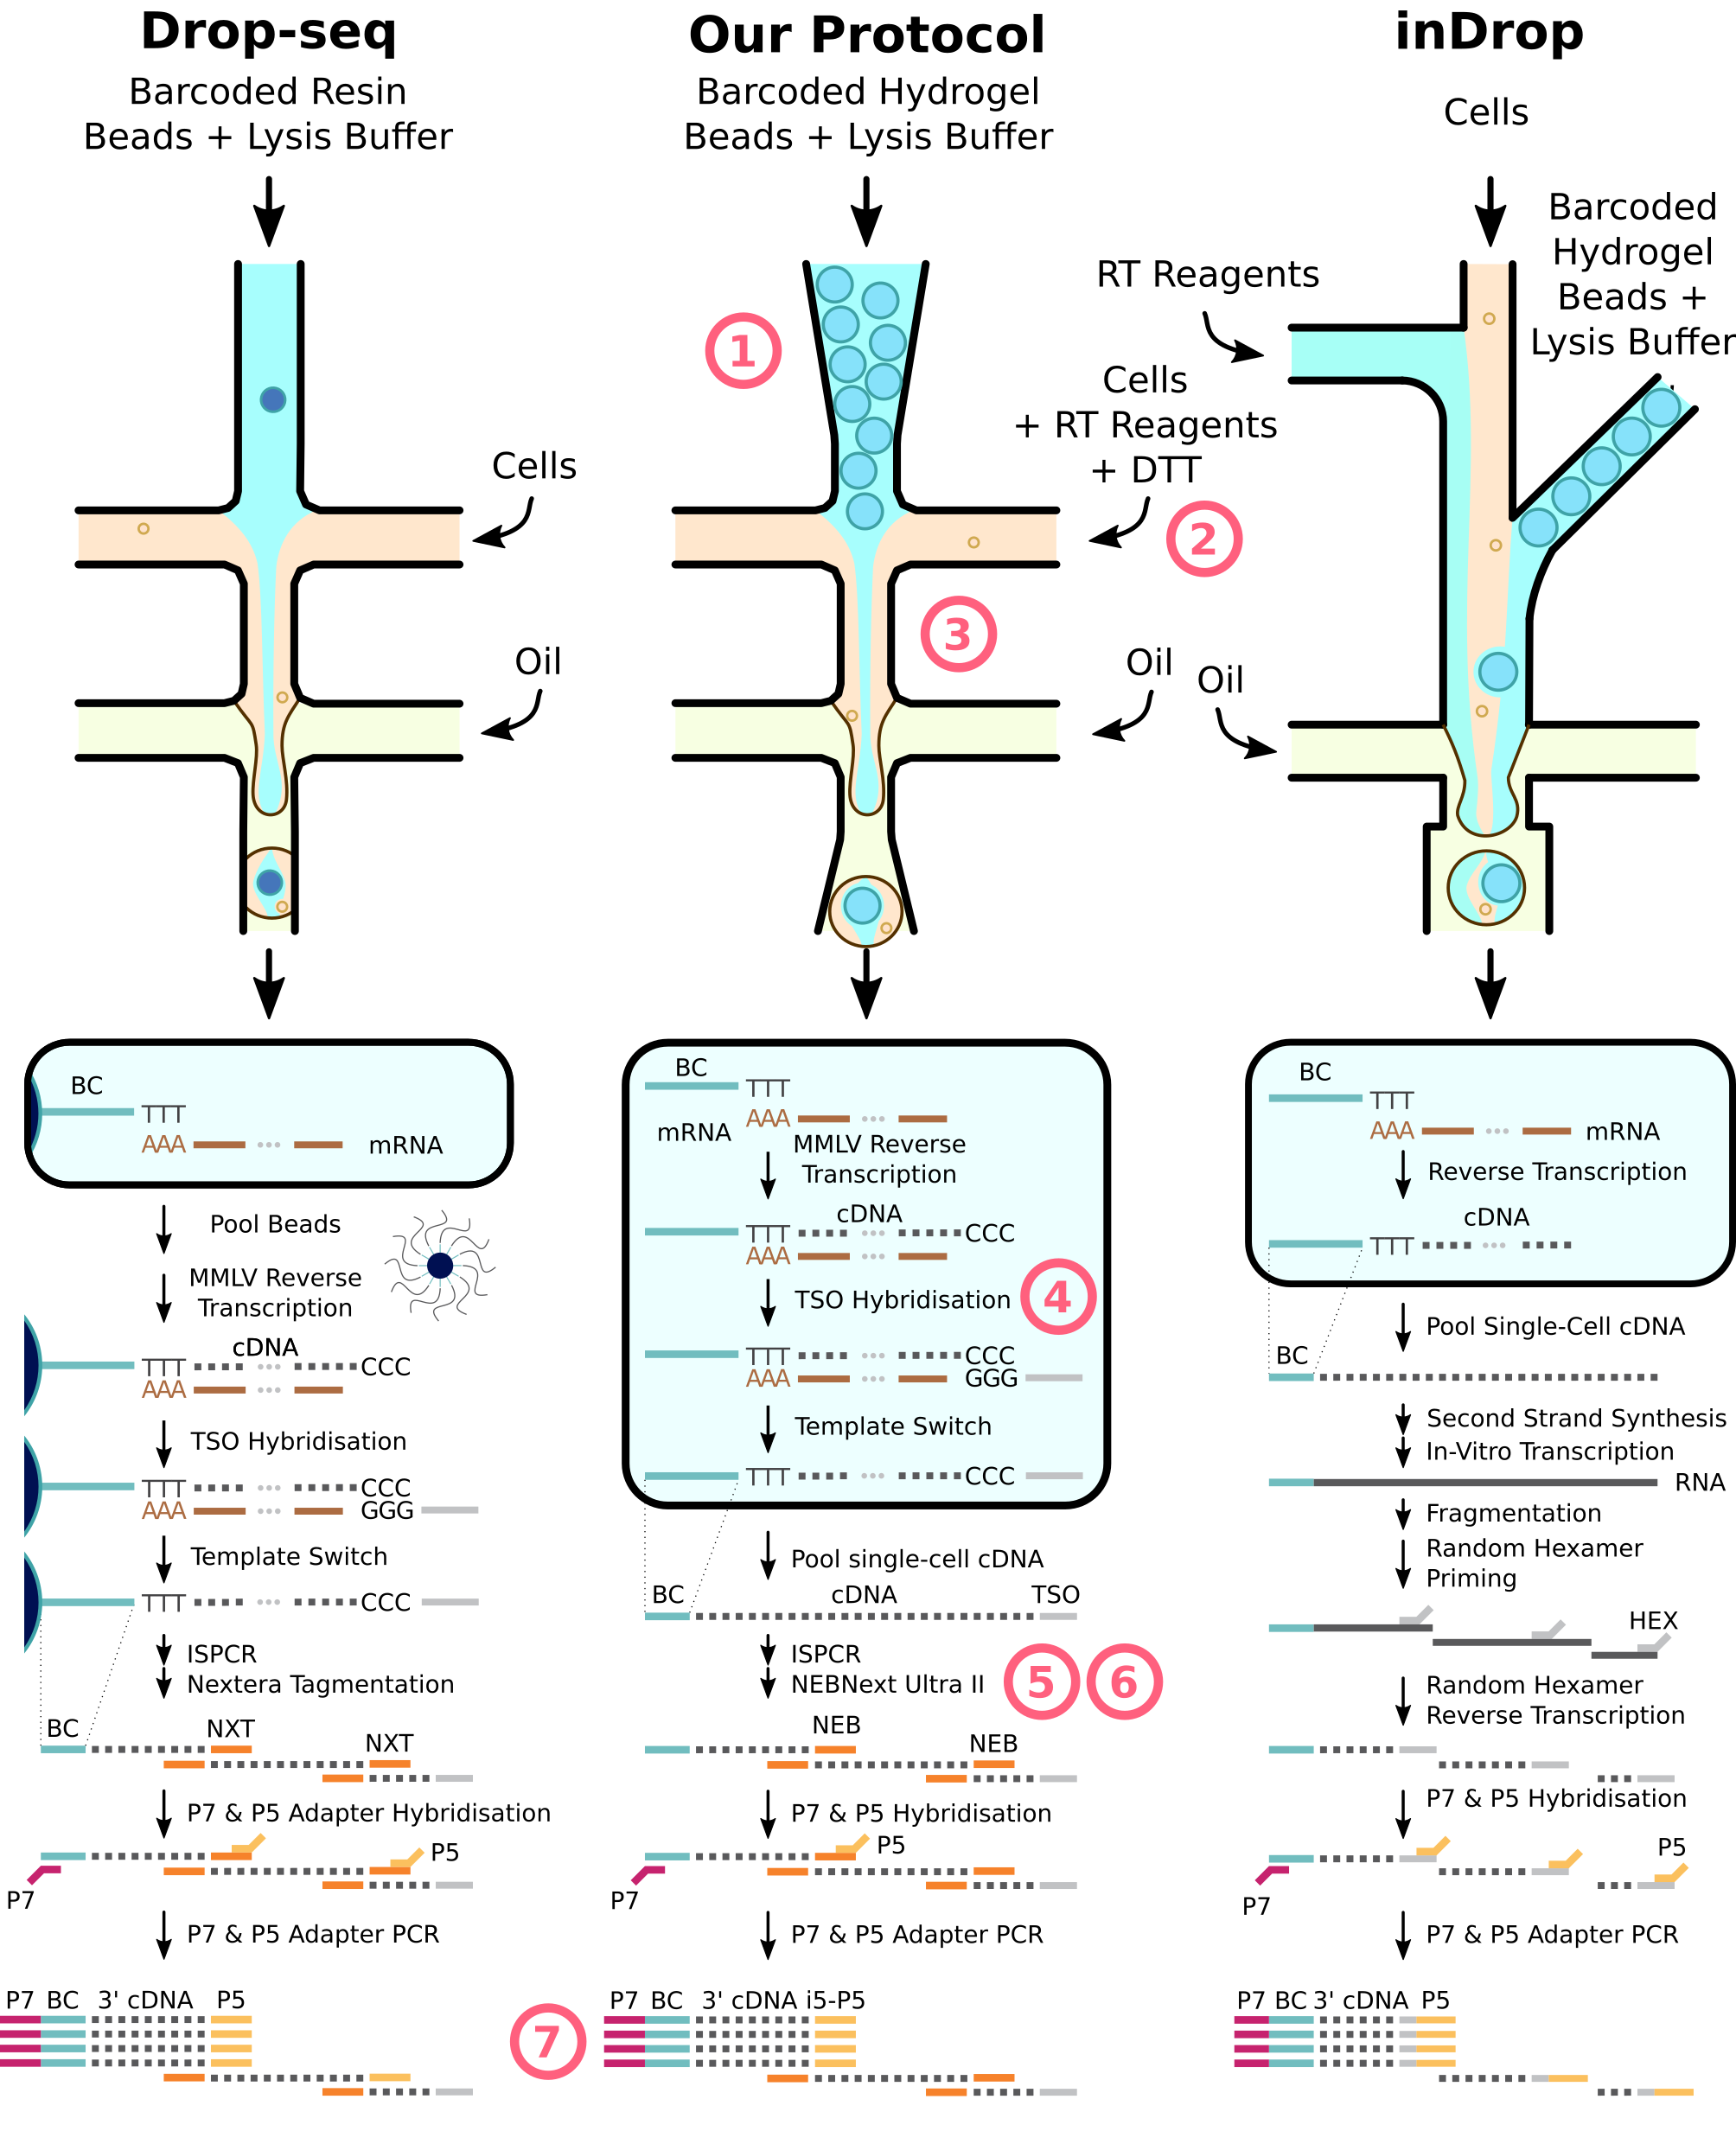 Drop-seq
Barcoded Resin
Beads + Lysis Buffer
Cells
Oil
BC
TTT
AAA
mRNA
Pool Beads
MMLV Reverse
Transcription
cDNA
TTT
CCC
AAA
TSO Hybridisation
TTT
CCC
AAA
GGG
Template Switch
TTT
CCC
ISPCR
Nextera Tagmentation
BC
NXT
NXT
P7 & P5 Adapter Hybridisation
P5
P7
P7 & P5 Adapter PCR
P7 BC 3' cDNA P5
Our Protocol
Barcoded Hydrogel
Beads + Lysis Buffer
1
Cells
+ RT Reagents
+ DTT
2
3
Oil
BC
TTT
AAA
mRNA
MMLV Reverse
Transcription
cDNA
TTT
CCC
AAA
TSO Hybridisation
4
TTT
CCC
AAA
GGG
Template Switch
TTT
CCC
Pool single-cell cDNA
BC
cDNA
TSO
ISPCR
NEBNext Ultra II
5
6
NEB
NEB
P7 & P5 Hybridisation
P5
P7
P7 & P5 Adapter PCR
7
P7 BC 3' cDNA i5-P5
inDrop
Cells
RT Reagents
Barcoded
Hydrogel
Beads +
Lysis Buffer
Oil
BC
TTT
AAA
mRNA
Reverse Transcription
cDNA
TTT
Pool Single-Cell cDNA
BC
Second Strand Synthesis
In-Vitro Transcription
RNA
Fragmentation
Random Hexamer
Priming
HEX
Random Hexamer
Reverse Transcription
P7 & P5 Hybridisation
P5
P7
P7 & P5 Adapter PCR
P7 BC 3' cDNA P5